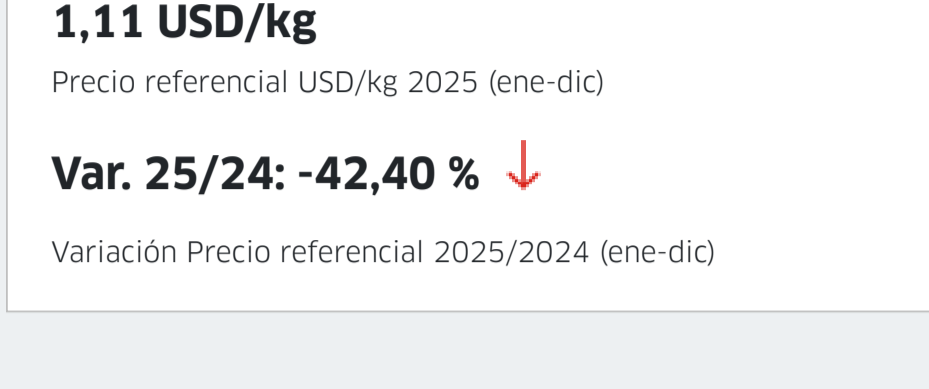 1,11 USD/kg
Precio referencial USD/kg 2025 (ene-dic)
Var. 25/24: -42,40 %
Variación Precio referencial 2025/2024 (ene-dic)